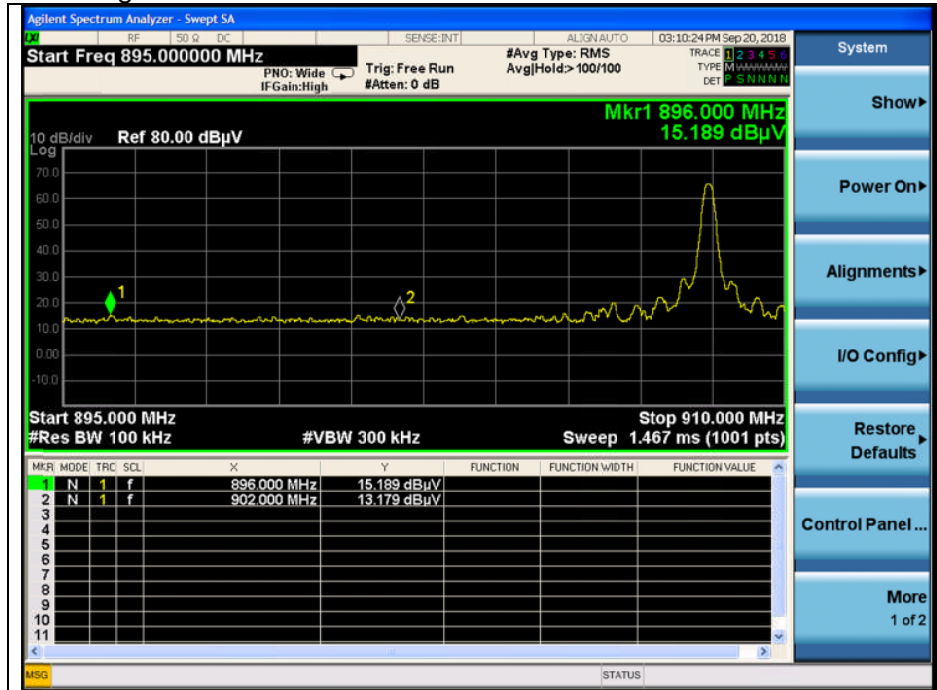 Agilent Spectrum Analyzer - Swept SA
LXI RF 50 Ω DC SENSE:INT ALIGN AUTO 03:10:24 PM Sep 20, 2018
Start Freq 895.000000 MHz
PNO: Wide
IFGain:High
Trig: Free Run
#Atten: 0 dB
#Avg Type: RMS
Avg|Hold:> 100/100
TRACE 1 2 3 4 5 6
TYPE M WWWWW
DET P S N N N N
Mkr1 896.000 MHz
15.189 dBµV
10 dB/div Ref 80.00 dBµV
Log
70.0
60.0
50.0
40.0
30.0
20.0
10.0
0.00
-10.0
1
2
Start 895.000 MHz Stop 910.000 MHz
#Res BW 100 kHz #VBW 300 kHz Sweep 1.467 ms (1001 pts)
MKR MODE TRC SCL X Y FUNCTION FUNCTION WIDTH FUNCTION VALUE
1 N 1 f 896.000 MHz 15.189 dBµV
2 N 1 f 902.000 MHz 13.179 dBµV
3
4
5
6
7
8
9
10
11
MSG STATUS
System
Show
Power On
Alignments
I/O Config
Restore
Defaults
Control Panel ...
More
1 of 2